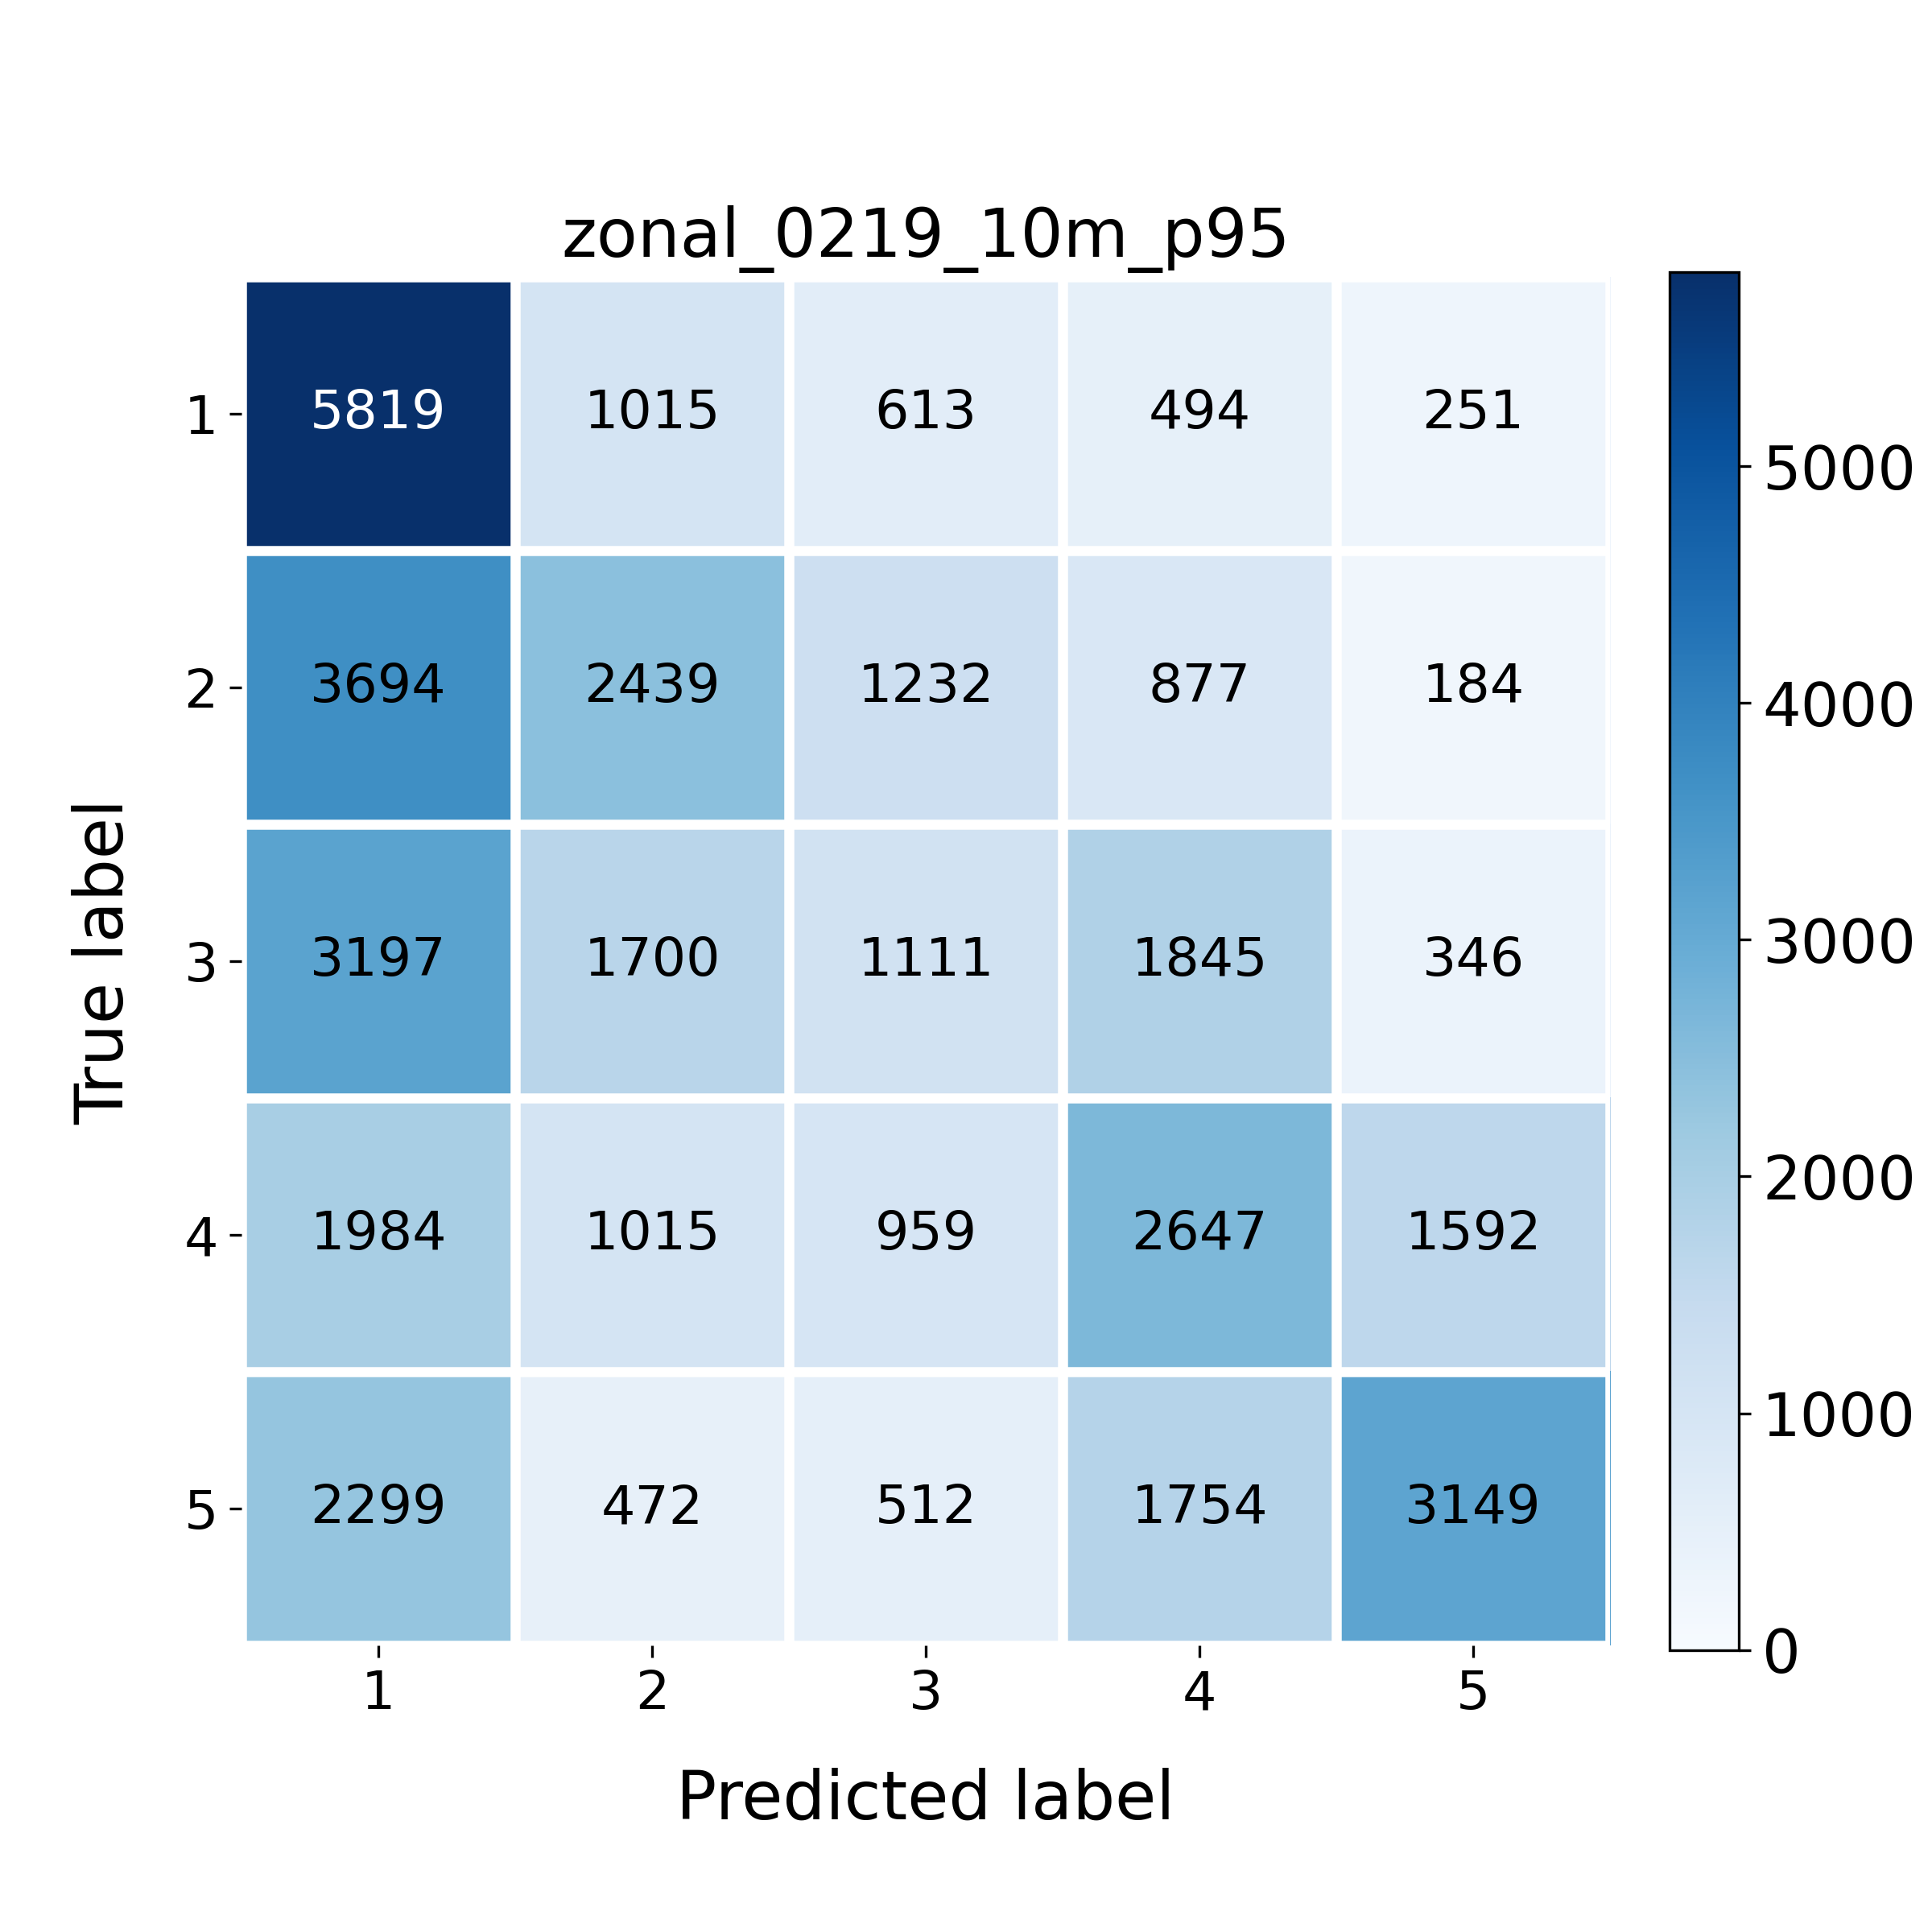 zonal_0219_10m_p95
True label
1 5819 1015 613 494 251
2 3694 2439 1232 877 184
3 3197 1700 1111 1845 346
4 1984 1015 959 2647 1592
5 2299 472 512 1754 3149
1 2 3 4 5
Predicted label
5000
4000
3000
2000
1000
0